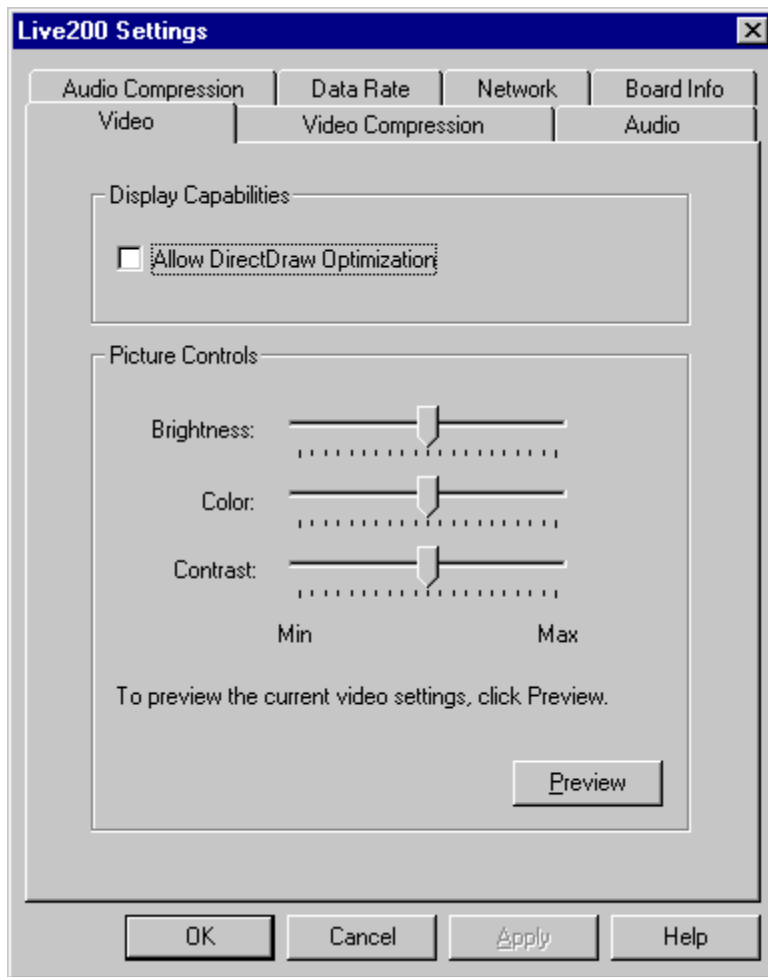 Live200 Settings
Audio Compression Data Rate Network Board Info
Video Video Compression Audio
Display Capabilities
Allow DirectDraw Optimization
Picture Controls
Brightness:
Color:
Contrast:
Min Max
To preview the current video settings, click Preview.
Preview
OK Cancel Apply Help